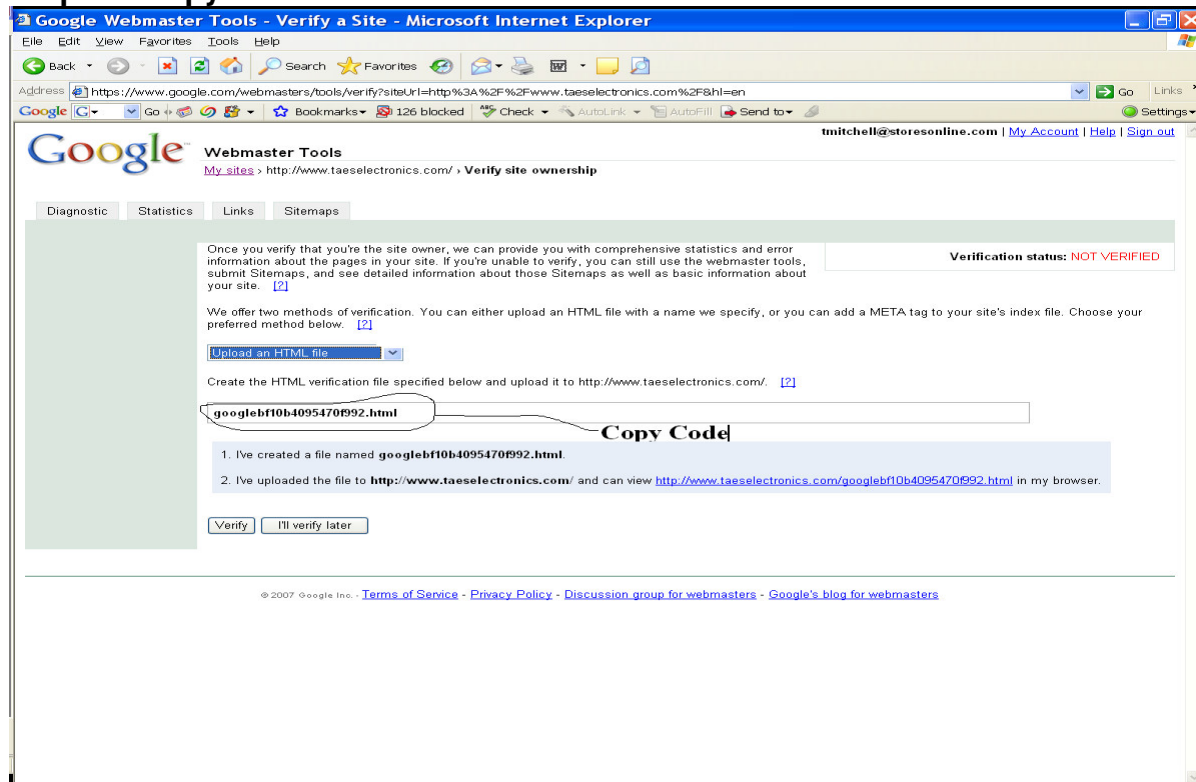 Google Webmaster Tools - Verify a Site - Microsoft Internet Explorer
File Edit View Favorites Tools Help
Back Search Favorites
Address https://www.google.com/webmasters/tools/verify?siteUrl=http%3A%2F%2Fwww.taeselectronics.com%2F&hl=en Go Links
Google G Go Bookmarks 126 blocked Check AutoLink AutoFill Send to Settings
tmitchell@storesonline.com | My Account | Help | Sign out
Google Webmaster Tools
My sites > http://www.taeselectronics.com/ > Verify site ownership
Diagnostic Statistics Links Sitemaps
Once you verify that you're the site owner, we can provide you with comprehensive statistics and error
information about the pages in your site. If you're unable to verify, you can still use the webmaster tools,
submit Sitemaps, and see detailed information about those Sitemaps as well as basic information about
your site. [?]
Verification status: NOT VERIFIED
We offer two methods of verification. You can either upload an HTML file with a name we specify, or you can add a META tag to your site's index file. Choose your
preferred method below. [?]
Upload an HTML file
Create the HTML verification file specified below and upload it to http://www.taeselectronics.com/. [?]
googlebf10b4095470f992.html
Copy Code
1. I've created a file named googlebf10b4095470f992.html.
2. I've uploaded the file to http://www.taeselectronics.com/ and can view http://www.taeselectronics.com/googlebf10b4095470f992.html in my browser.
Verify I'll verify later
© 2007 Google Inc. - Terms of Service - Privacy Policy - Discussion group for webmasters - Google's blog for webmasters